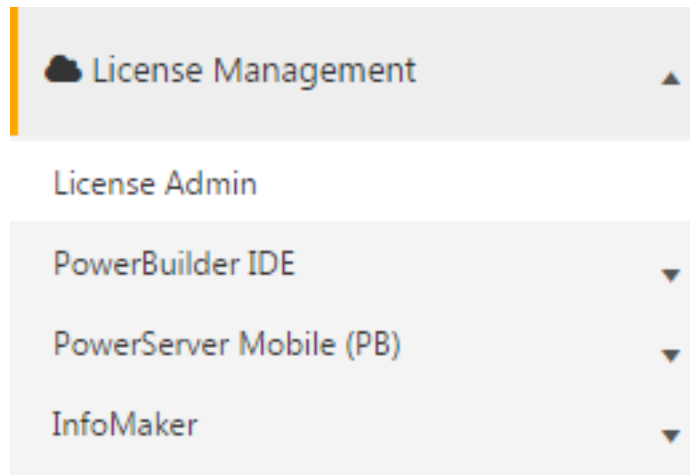 License Management
License Admin
PowerBuilder IDE
PowerServer Mobile (PB)
InfoMaker